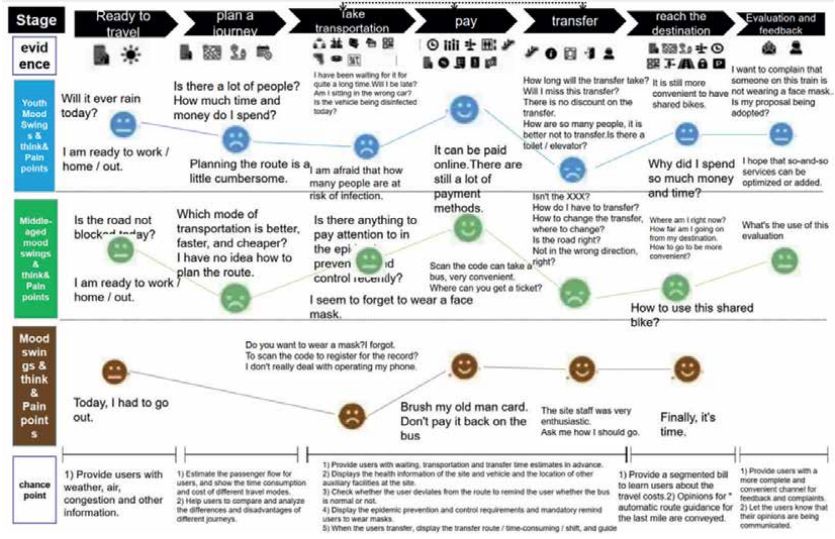 Stage
Ready to
travel
plan a
journey
Take
transportation
pay
transfer
reach the
destination
Evaluation and
feedback
evid
ence
Youth
Mood
Swing
s &
think&
Pain
points
Will it ever rain
today?
I am ready to work /
home / out.
Is there a lot of people?
How much time and
money do I spend?
Planning the route is a
little cumbersome.
I have been waiting for it for
quite a long time.Will I be late?
Am I sitting in the wrong car?
Is the vehicle being disinfected
today?
I am afraid that how
many people are at
risk of infection.
It can be paid
online.There are
still a lot of
payment
methods.
How long will the transfer take?
Will I miss this transfer?
There is no discount on the
transfer.
How are so many people, it is
better not to transfer.Is there a
toilet / elevator?
It is still more
convenient to have
shared bikes.
Why did I spend
so much money
and time?
I want to complain that
someone on this train is
not wearing a face mask.
Is my proposal being
adopted?
I hope that so-and-so
services can be
optimized or added.
Middle-
aged
mood
swings
&
think&
Pain
points
Is the road not
blocked today?
I am ready to work /
home / out.
Which mode of
transportation is better,
faster, and cheaper?
I have no idea how to
plan the route.
Is there anything to
pay attention to in
the
control recently?
I seem to forget to wear a face
mask.
Scan the code can take a
bus, very convenient.
Where can you get a ticket?
Isn't the XXX?
How do I have to transfer?
How to change the transfer,
where to change?
Is the road right?
Not in the wrong direction,
right?
Where am I right now?
How far am I going on
from my destination.
How to go to be more
convenient?
How to use this shared
bike?
What's the use of this
evaluation
Mood
swin
gs &
think
&
Pain
point
s
Today, I had to go
out.
Do you want to wear a mask?I forgot.
To scan the code to register for the record?
I don't really deal with operating my phone.
Brush my old man card.
Don't pay it back on the
bus
The site staff was very
enthusiastic.
Ask me how I should go.
Finally, it's
time.
chance
point
1) Provide users with
weather, air,
congestion and other
information.
1) Estimate the passenger flow for
users, and show the time consumption
and cost of different travel modes.
2) Help users to compare and analyze
the differences and disadvantages of
different journeys.
1) Provide users with waiting, transportation and transfer time estimates in advance.
2) Displays the health information of the site and vehicle and the location of other
auxiliary facilities at the site.
3) Check whether the user deviates from the route to remind the user whether the bus
is normal or not.
4) Display the epidemic prevention and control requirements and mandatory remind
users to wear masks.
5) When the users transfer, display the transfer route / time-consuming / shift, and guide
1) Provide a segmented bill
to learn users about the
travel costs.2) Opinions for "
automatic route guidance for
the last mile are conveyed.
1) Provide users with a
more complete and
convenient channel for
feedback and complaints.
2) Let the users know that
their opinions are being
communicated.